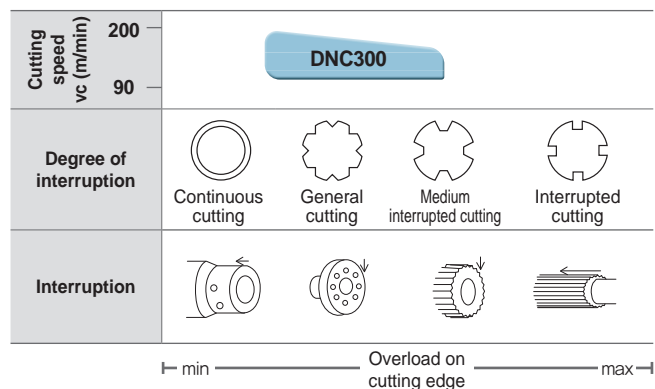 Cutting
speed
vc (m/min)
200
90
DNC300
Degree of
interruption
Continuous
cutting
General
cutting
Medium
interrupted cutting
Interrupted
cutting
Interruption
min
Overload on
cutting edge
max